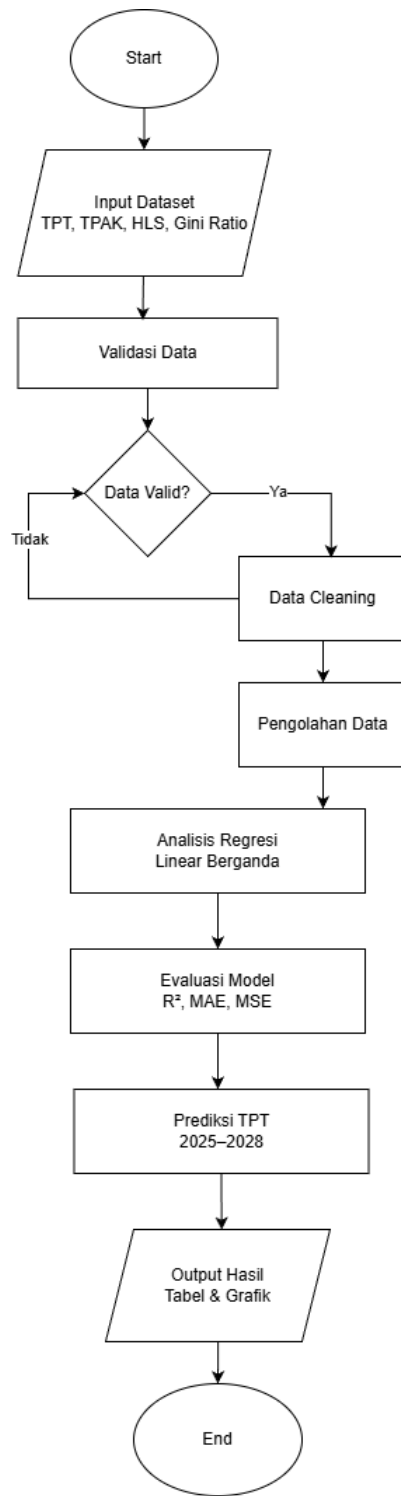 Start
Input Dataset
TPT, TPAK, HLS, Gini Ratio
Validasi Data
Data Valid?
Ya
Tidak
Data Cleaning
Pengolahan Data
Analisis Regresi
Linear Berganda
Evaluasi Model
R², MAE, MSE
Prediksi TPT
2025–2028
Output Hasil
Tabel & Grafik
End